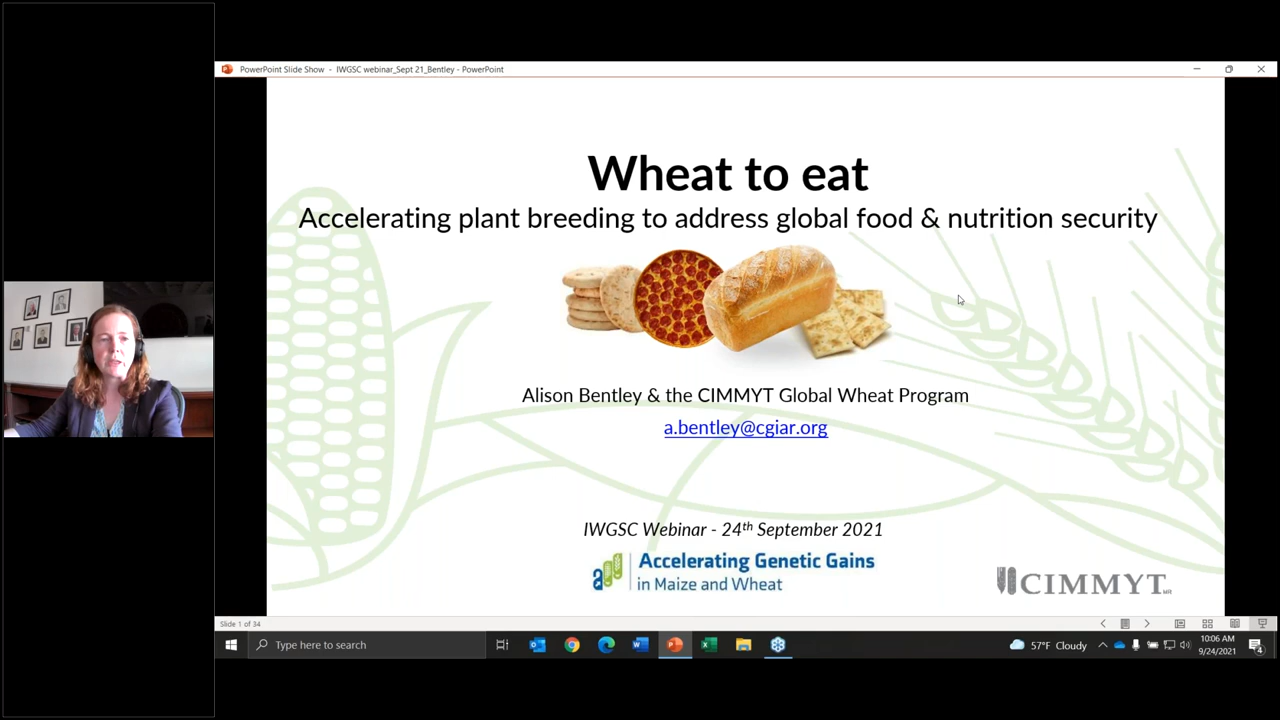 PowerPoint Slide Show - IWGSC webinar_Sept 21_Bentley - PowerPoint
Wheat to eat
Accelerating plant breeding to address global food & nutrition security
Alison Bentley & the CIMMYT Global Wheat Program
a.bentley@cgiar.org
IWGSC Webinar - 24th September 2021
Accelerating Genetic Gains
in Maize and Wheat
CIMMYT
Slide 1 of 34
Type here to search
57°F Cloudy
10:06 AM
9/24/2021
4